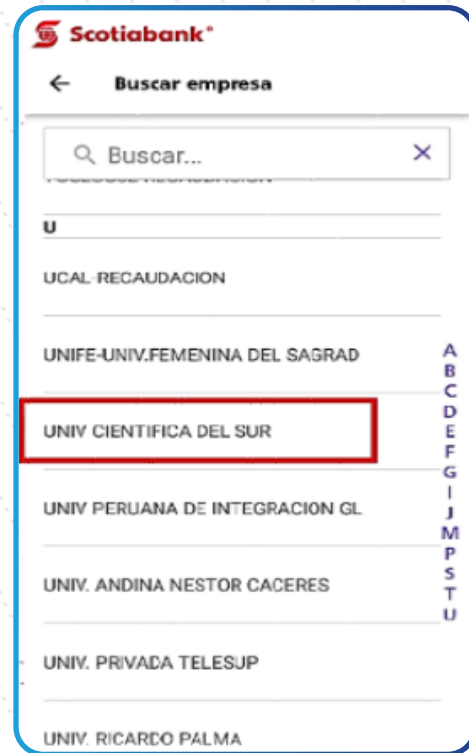 Scotiabank
Buscar empresa
Buscar...
U
UCAL-RECAUDACION
UNIFE-UNIV.FEMENINA DEL SAGRAD
UNIV CIENTIFICA DEL SUR
UNIV PERUANA DE INTEGRACION GL
UNIV. ANDINA NESTOR CACERES
UNIV. PRIVADA TELESUP
UNIV. RICARDO PALMA
A
B
C
D
E
F
G
I
J
M
P
S
T
U